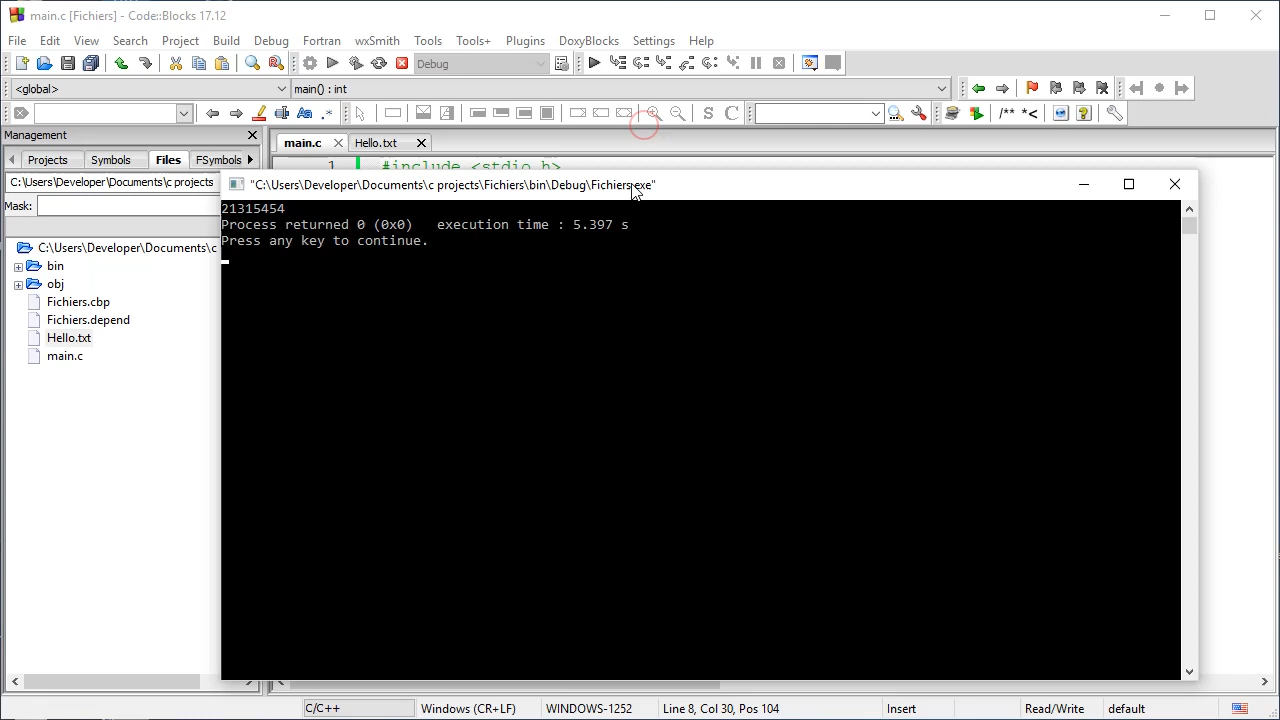 main.c [Fichiers] - Code::Blocks 17.12
File Edit View Search Project Build Debug Fortran wxSmith Tools Tools+ Plugins DoxyBlocks Settings Help
Debug
<global> main() : int
Management
Projects Symbols Files FSymbols
main.c Hello.txt
1 #include <stdio.h>
C:\Users\Developer\Documents\c projects
Mask:
C:\Users\Developer\Documents\c
bin
obj
Fichiers.cbp
Fichiers.depend
Hello.txt
main.c
"C:\Users\Developer\Documents\c projects\Fichiers\bin\Debug\Fichiers.exe"
21315454
Process returned 0 (0x0)   execution time : 5.397 s
Press any key to continue.
C/C++ Windows (CR+LF) WINDOWS-1252 Line 8, Col 30, Pos 104 Insert Read/Write default